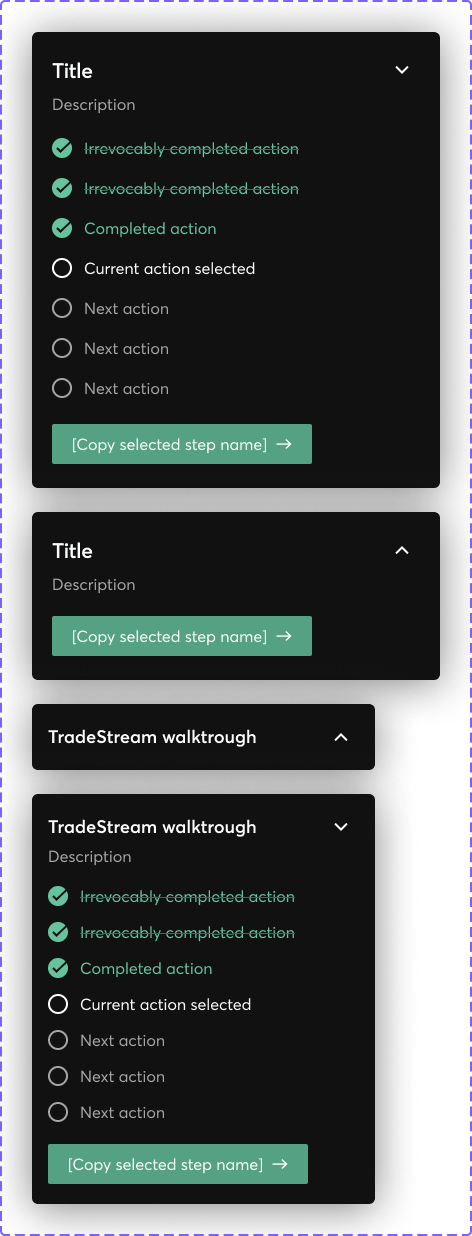 Title
Description
Irrevocably completed action
Irrevocably completed action
Completed action
Current action selected
Next action
Next action
Next action
[Copy selected step name] →
Title
Description
[Copy selected step name] →
TradeStream walktrough
TradeStream walktrough
Description
Irrevocably completed action
Irrevocably completed action
Completed action
Current action selected
Next action
Next action
Next action
[Copy selected step name] →